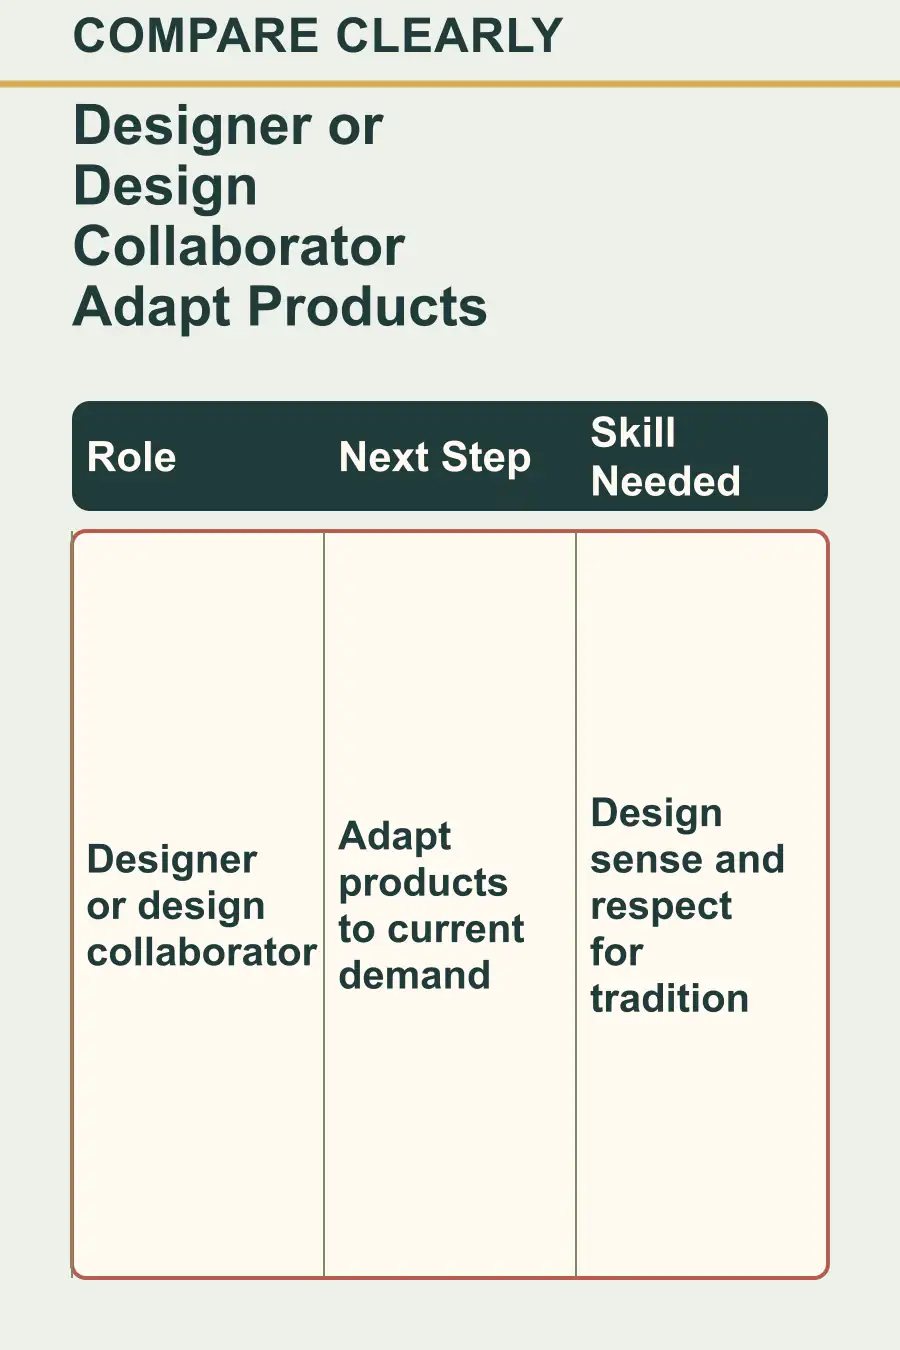 COMPARE CLEARLY
Designer or
Design
Collaborator
Adapt Products
Role
Next Step
Skill
Needed
Designer
or design
collaborator
Adapt
products
to current
demand
Design
sense and
respect
for
tradition